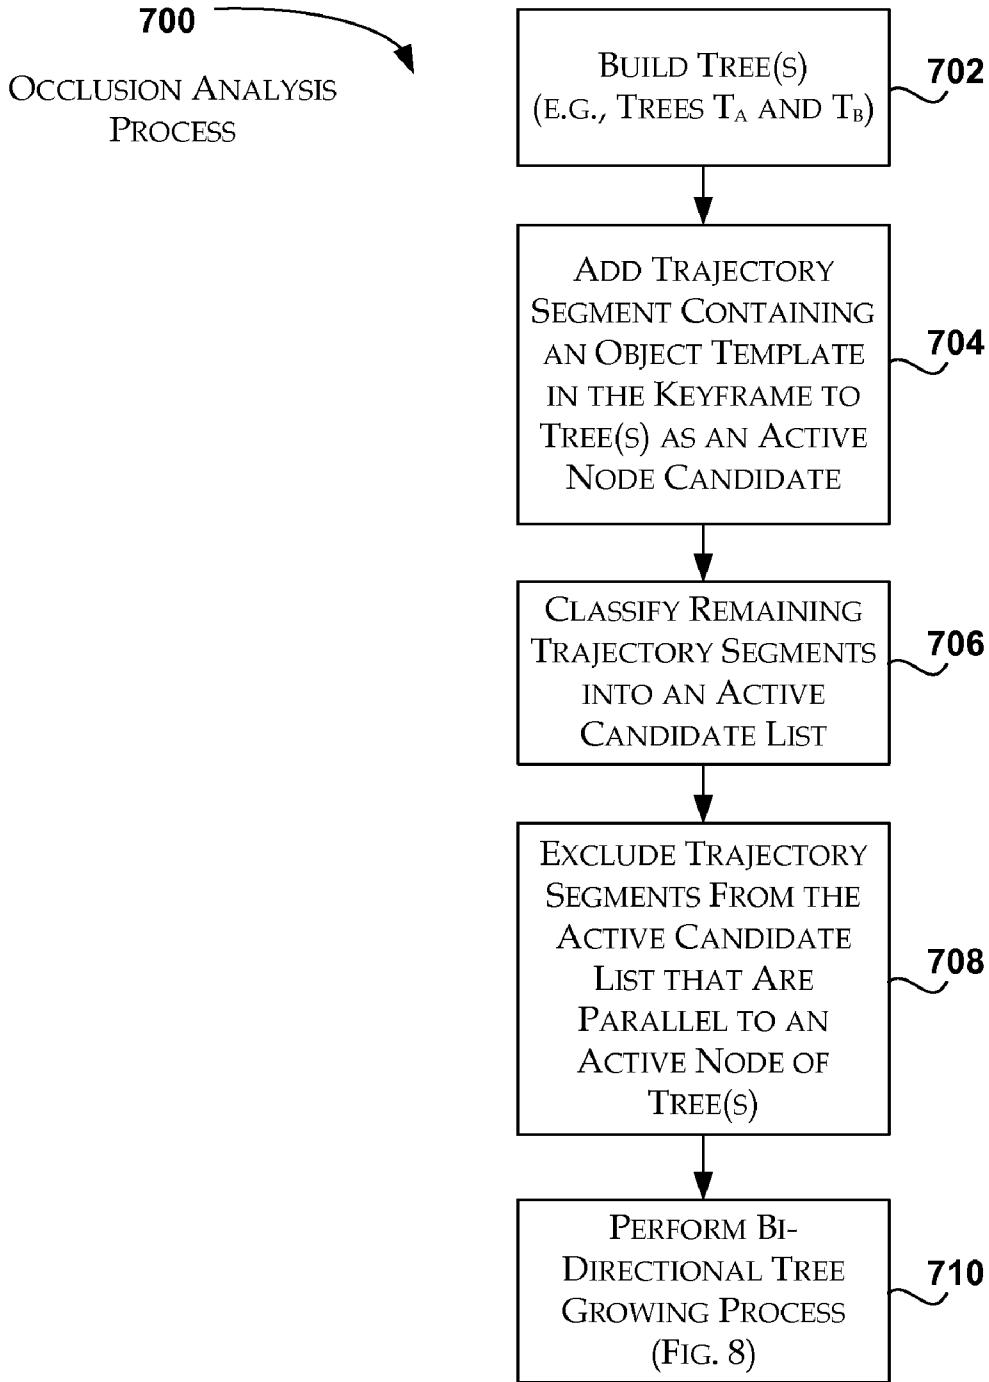 700
OCCLUSION ANALYSIS
PROCESS
BUILD TREE(S)
(E.G., TREES TA AND TB)
702
ADD TRAJECTORY
SEGMENT CONTAINING
AN OBJECT TEMPLATE
IN THE KEYFRAME TO
TREE(S) AS AN ACTIVE
NODE CANDIDATE
704
CLASSIFY REMAINING
TRAJECTORY SEGMENTS
INTO AN ACTIVE
CANDIDATE LIST
706
EXCLUDE TRAJECTORY
SEGMENTS FROM THE
ACTIVE CANDIDATE
LIST THAT ARE
PARALLEL TO AN
ACTIVE NODE OF
TREE(S)
708
PERFORM BI-
DIRECTIONAL TREE
GROWING PROCESS
(FIG. 8)
710